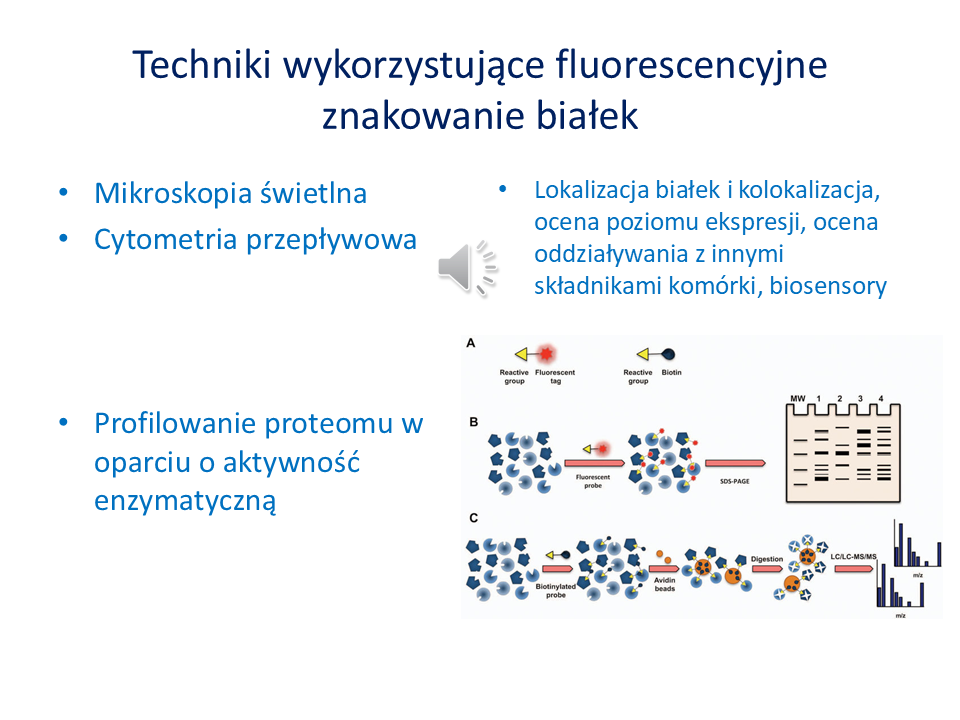 Techniki wykorzystujące fluorescencyjne
znakowanie białek
• Mikroskopia świetlna
• Cytometria przepływowa
• Lokalizacja białek i kolokalizacja,
ocena poziomu ekspresji, ocena
oddziaływania z innymi
składnikami komórki, biosensory
• Profilowanie proteomu w
oparciu o aktywność
enzymatyczną
A
Reactive
group
Fluorescent
tag
Reactive
group
Biotin
B
Fluorescent
probe
SDS-PAGE
MW 1 2 3 4
C
Biotinylated
probe
Avidin
beads
Digestion
LC/LC-MS/MS
m/z
m/z